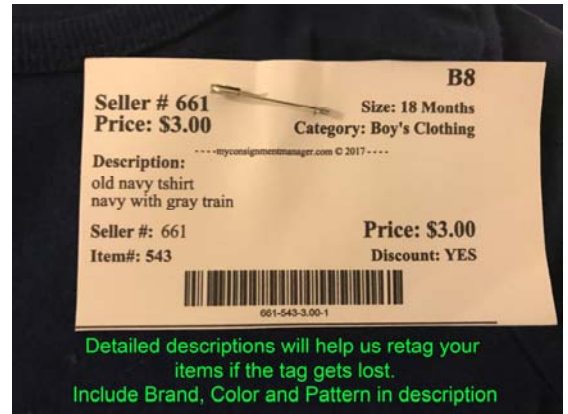 B8
Seller # 661
Size: 18 Months
Price: $3.00
Category: Boy's Clothing
----myconsignmentmanager.com © 2017----
Description:
old navy tshirt
navy with gray train
Seller #: 661
Price: $3.00
Item#: 543
Discount: YES
661-543-3.00-1
Detailed descriptions will help us retag your
items if the tag gets lost.
Include Brand, Color and Pattern in description